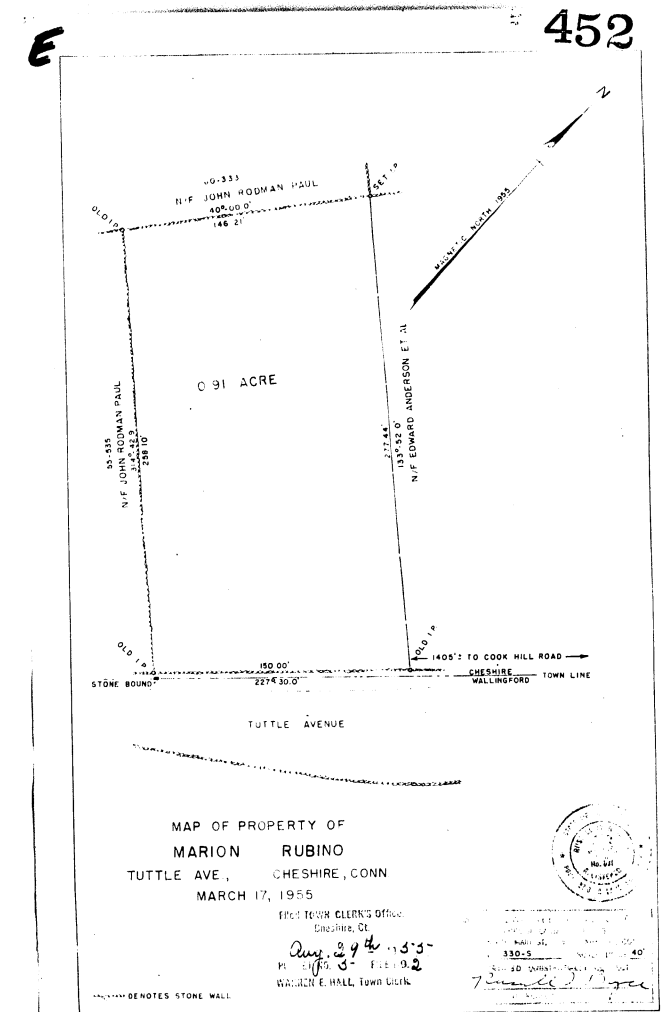 E
452
N
MAGNETIC NORTH 1955
N/F JOHN RODMAN PAUL
40°-00.0'
146.21'
OLD I P
SET I P
0.91 ACRE
55-535
N/F JOHN RODMAN PAUL
314°-42.9
258.10'
277.44'
133°-52.0'
N/F EDWARD ANDERSON ET AL
OLD I P
OLD I P
1405'± TO COOK HILL ROAD
150.00'
227°-30.0'
STONE BOUND
CHESHIRE
WALLINGFORD
TOWN LINE
TUTTLE AVENUE
MAP OF PROPERTY OF
MARION RUBINO
TUTTLE AVE, CHESHIRE, CONN
MARCH 17, 1955
Filed TOWN CLERK'S Office.
Cheshire, Ct.
Aug. 29th 1955
WARREN E. HALL, Town Clerk
DENOTES STONE WALL
No.
330-S
40'